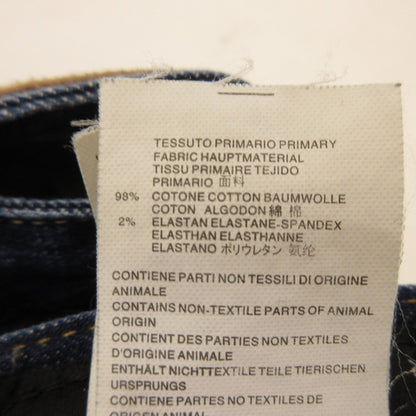 TESSUTO PRIMARIO PRIMARY
FABRIC HAUPTMATERIAL
TISSU PRIMAIRE TEJIDO
PRIMARIO 面料
98% COTONE COTTON BAUMWOLLE
COTON ALGODON 綿 棉
2% ELASTAN ELASTANE-SPANDEX
ELASTHAN ELASTHANNE
ELASTANO ポリウレタン 氨纶
CONTIENE PARTI NON TESSILI DI ORIGINE
ANIMALE
CONTAINS NON-TEXTILE PARTS OF ANIMAL
ORIGIN
CONTIENT DES PARTIES NON TEXTILES
D'ORIGINE ANIMALE
ENTHÄLT NICHTTEXTILE TEILE TIERISCHEN
URSPRUNGS
CONTIENE PARTES NO TEXTILES DE
ORIGEN ANIMAL